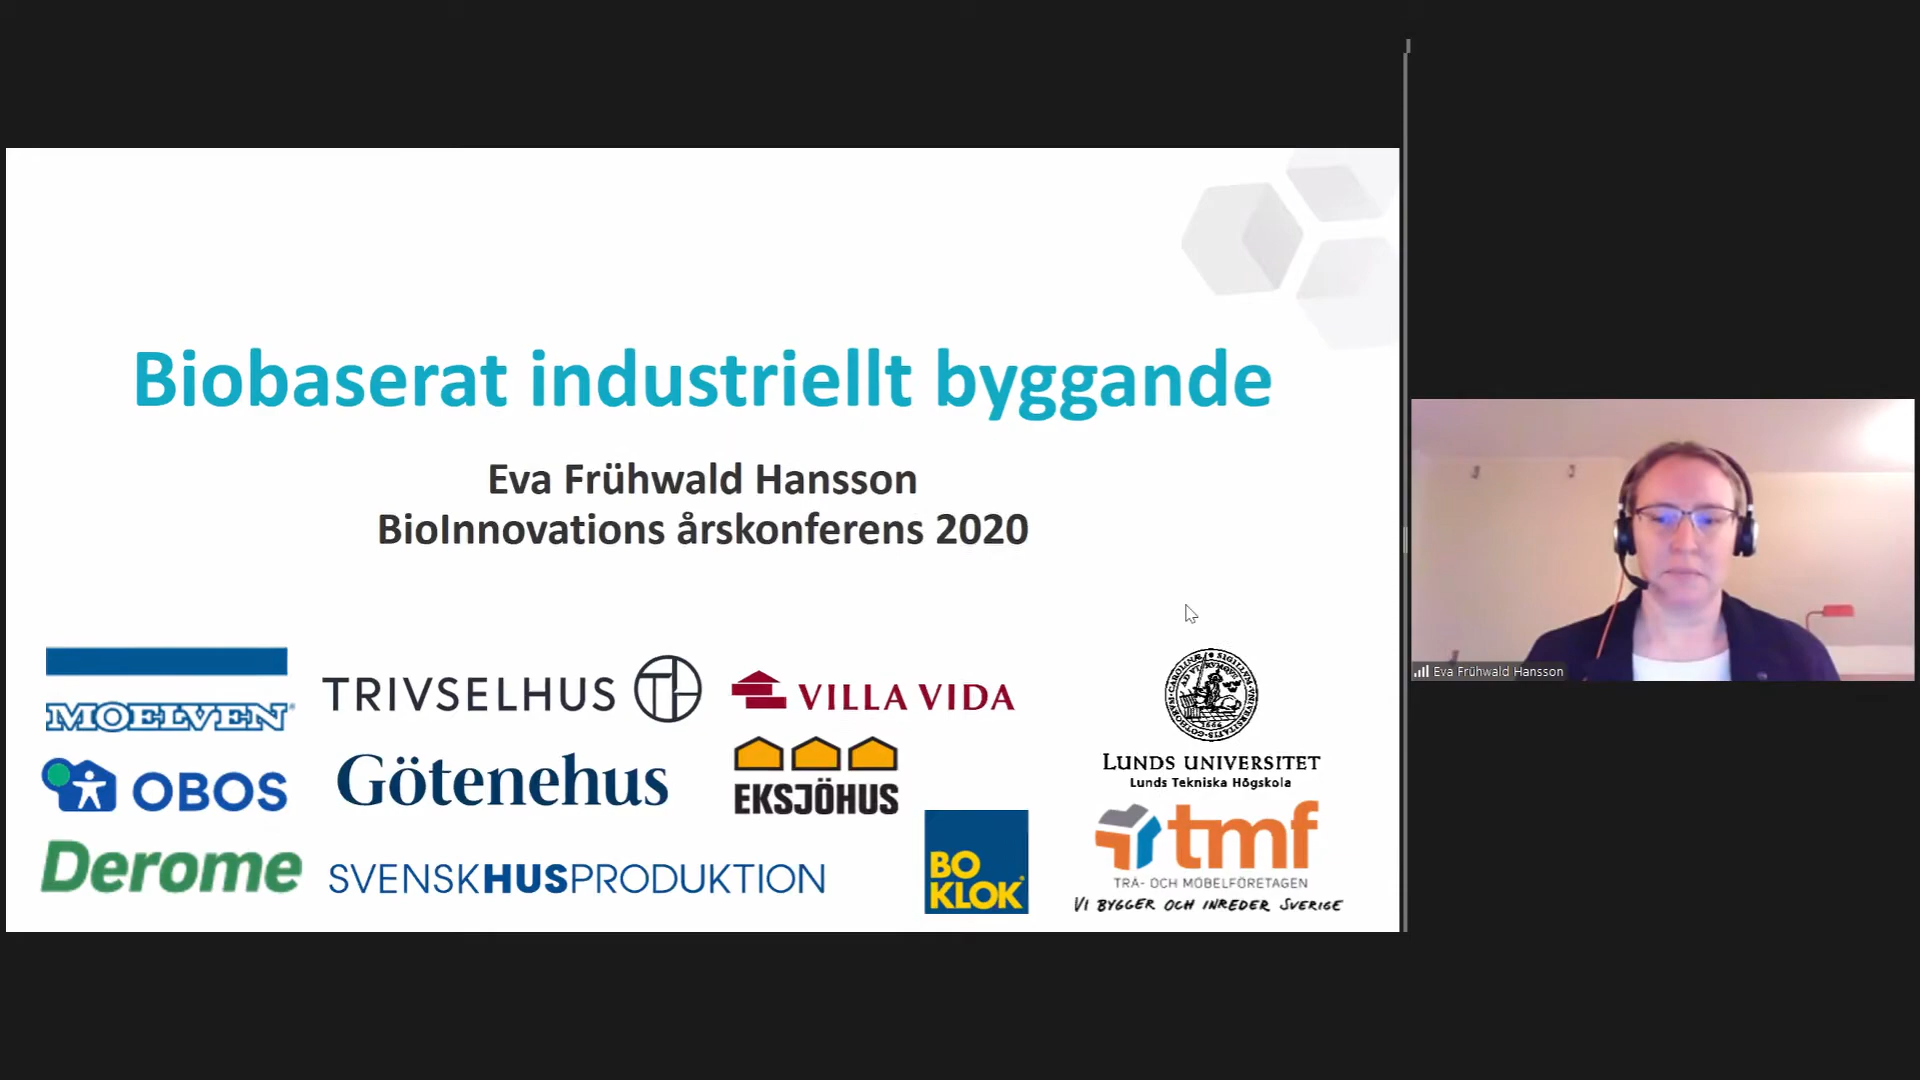 Biobaserat industriellt byggande
Eva Frühwald Hansson
BioInnovations årskonferens 2020
MOELVEN
TRIVSELHUS
VILLA VIDA
OBOS
Götenehus
EKSJÖHUS
Derome
SVENSKHUSPRODUKTION
BO
KLOK
LUNDS UNIVERSITET
Lunds Tekniska Högskola
tmf
TRÄ- OCH MÖBELFÖRETAGEN
VI BYGGER OCH INREDER SVERIGE
Eva Frühwald Hansson